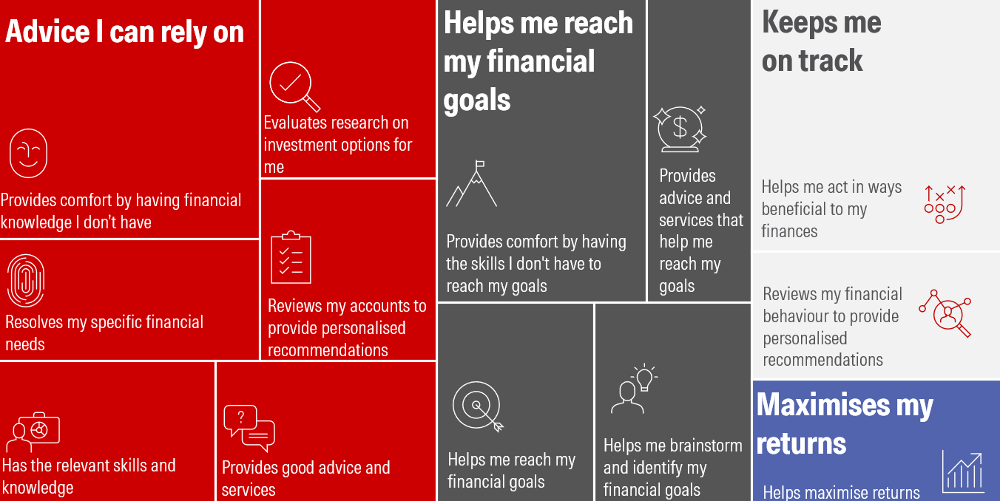 Advice I can rely on
Provides comfort by having financial
knowledge I don’t have
Resolves my specific financial
needs
Has the relevant skills and
knowledge
Evaluates research on
investment options for
me
Reviews my accounts to
provide personalised
recommendations
?
Provides good advice and
services
Helps me reach
my financial
goals
Provides comfort by having
the skills I don't have to
reach my goals
$
Provides
advice and
services that
help me
reach my
goals
Helps me reach my
financial goals
Helps me brainstorm
and identify my
financial goals
Keeps me
on track
Helps me act in ways
beneficial to my
finances
Reviews my financial
behaviour to provide
personalised
recommendations
Maximises my
returns
Helps maximise returns